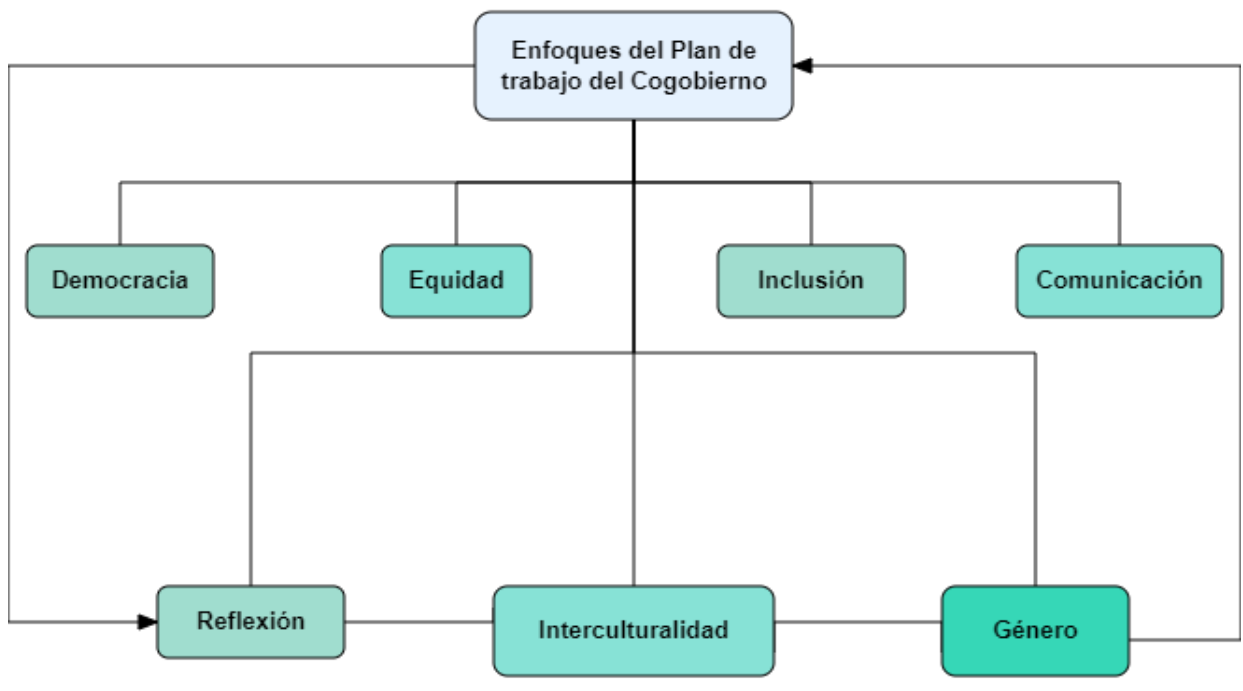 Enfoques del Plan de
trabajo del Cogobierno
Democracia
Equidad
Inclusión
Comunicación
Reflexión
Interculturalidad
Género